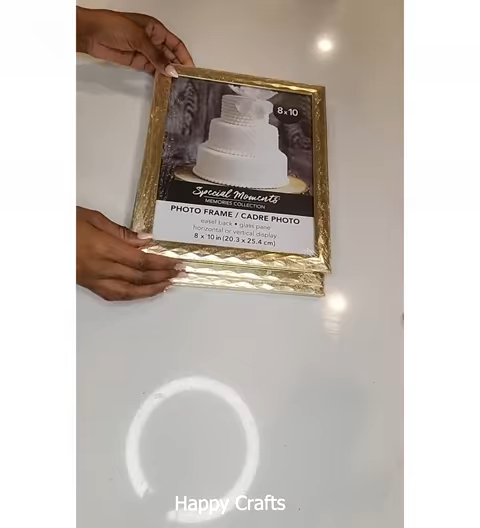 8x10
Special Moments
MEMORIES COLLECTION
PHOTO FRAME / CADRE PHOTO
easel back • glass pane
horizontal or vertical display
8 x 10 in (20.3 x 25.4 cm)
Happy Crafts